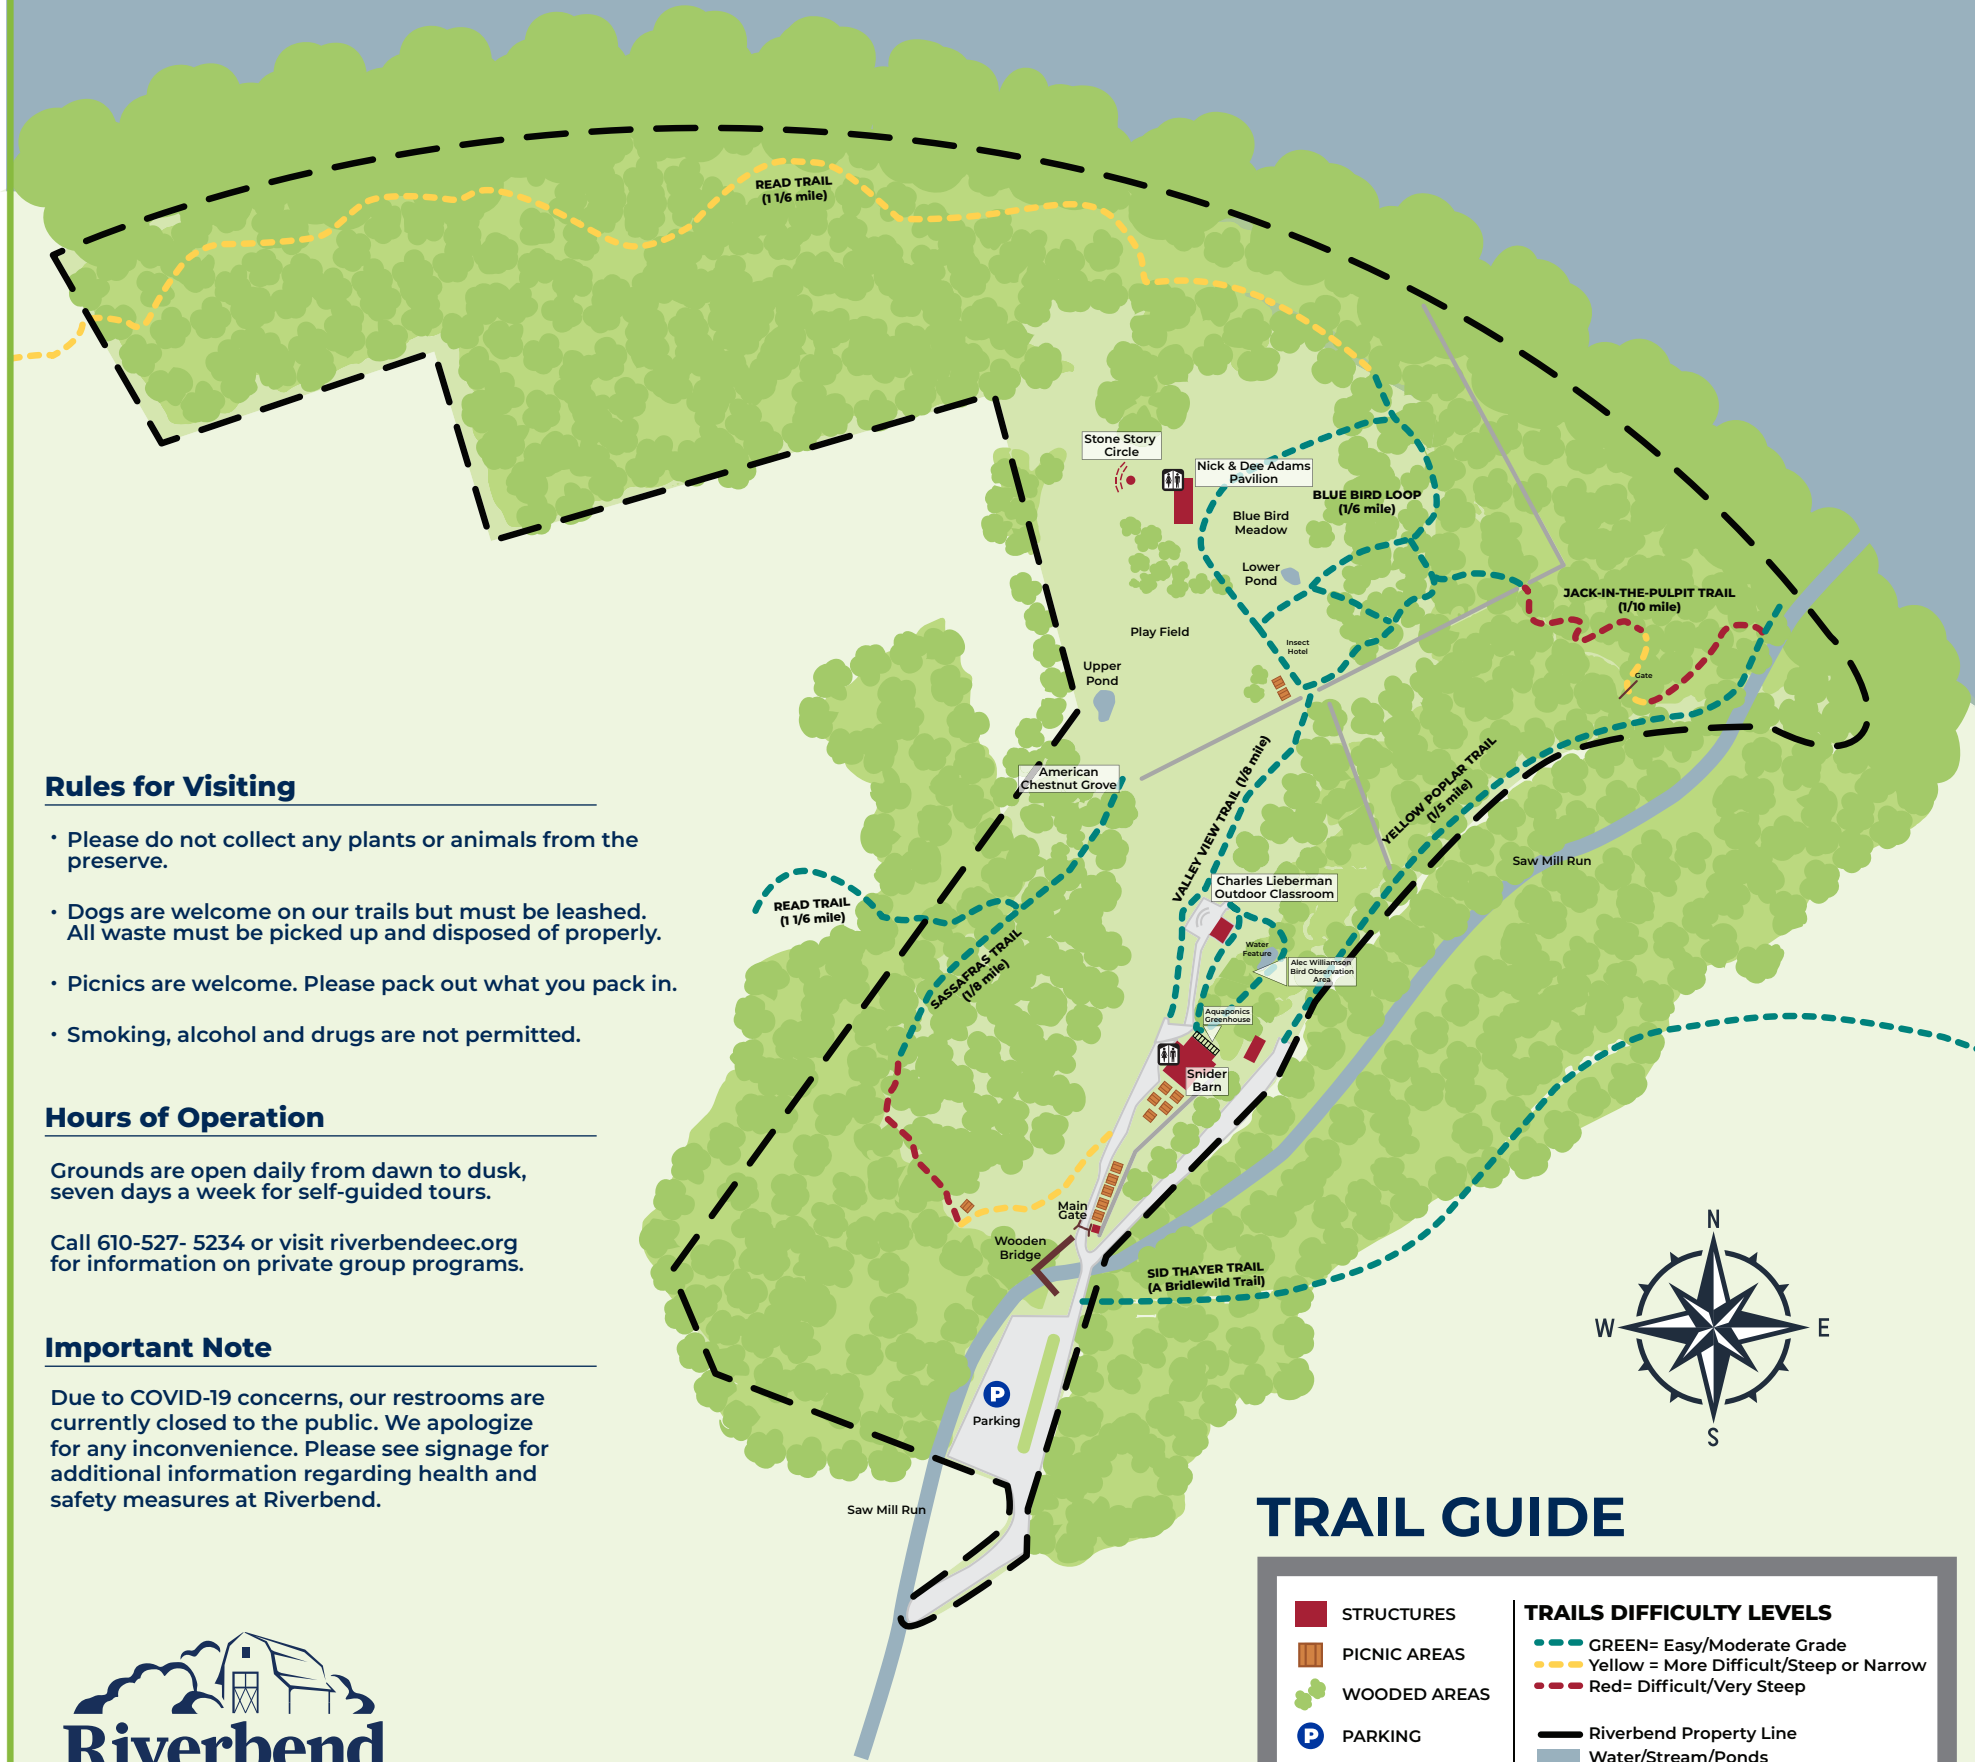 READ TRAIL
(1 1/6 mile)
Stone Story
Circle
Nick & Dee Adams
Pavilion
BLUE BIRD LOOP
(1/6 mile)
Blue Bird
Meadow
Lower
Pond
JACK-IN-THE-PULPIT TRAIL
(1/10 mile)
Play Field
Insect
Hotel
Upper
Pond
Gate
American
Chestnut Grove
VALLEY VIEW TRAIL (1/8 mile)
YELLOW POPLAR TRAIL
(1/5 mile)
Saw Mill Run
Charles Lieberman
Outdoor Classroom
READ TRAIL
(1 1/6 mile)
SASSAFRAS TRAIL
(1/8 mile)
Water
Feature
Alec Williamson
Bird Observation
Area
Aquaponics
Greenhouse
Snider
Barn
Main
Gate
Wooden
Bridge
SID THAYER TRAIL
(A Bridlewild Trail)
P
Parking
Saw Mill Run
Rules for Visiting
• Please do not collect any plants or animals from the
preserve.
• Dogs are welcome on our trails but must be leashed.
All waste must be picked up and disposed of properly.
• Picnics are welcome. Please pack out what you pack in.
• Smoking, alcohol and drugs are not permitted.
Hours of Operation
Grounds are open daily from dawn to dusk,
seven days a week for self-guided tours.
Call 610-527- 5234 or visit riverbendeec.org
for information on private group programs.
Important Note
Due to COVID-19 concerns, our restrooms are
currently closed to the public. We apologize
for any inconvenience. Please see signage for
additional information regarding health and
safety measures at Riverbend.
Riverbend
N
W
E
S
TRAIL GUIDE
STRUCTURES
PICNIC AREAS
WOODED AREAS
P PARKING
TRAILS DIFFICULTY LEVELS
GREEN= Easy/Moderate Grade
Yellow = More Difficult/Steep or Narrow
Red= Difficult/Very Steep
Riverbend Property Line
Water/Stream/Ponds